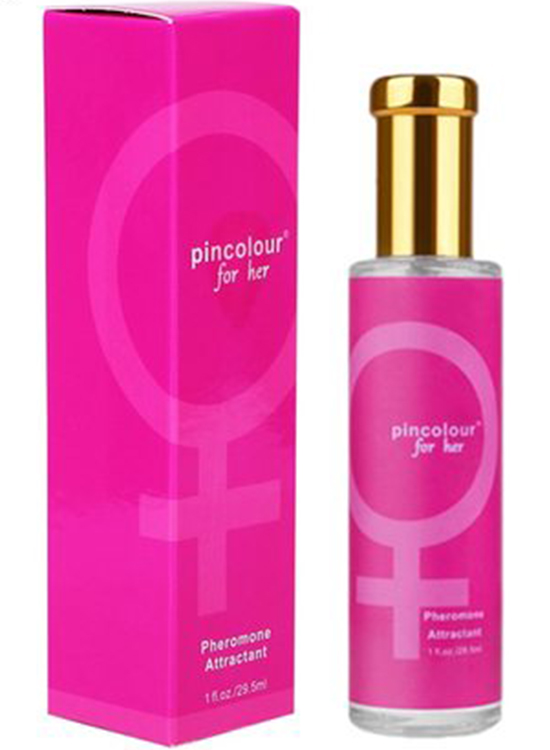 pincolour®
for her
Pheromone
Attractant
1 fl.oz./29.5ml
pincolour®
for her
Pheromone
Attractant
1 fl.oz./29.5ml